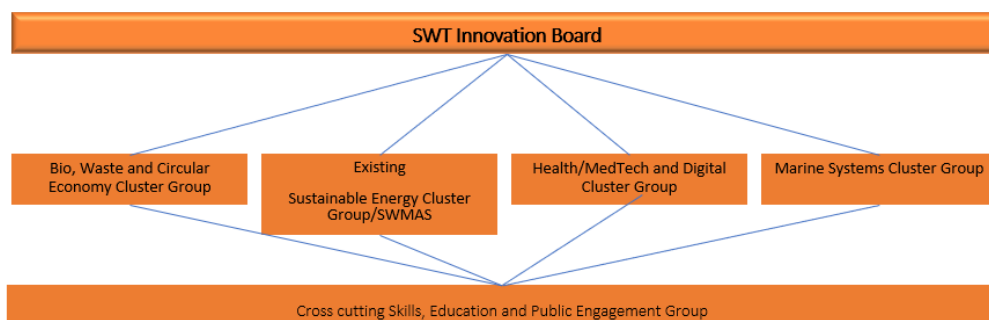 SWT Innovation Board
Bio, Waste and Circular
Economy Cluster Group
Existing
Sustainable Energy Cluster
Group/SWMAS
Health/MedTech and Digital
Cluster Group
Marine Systems Cluster Group
Cross cutting Skills, Education and Public Engagement Group